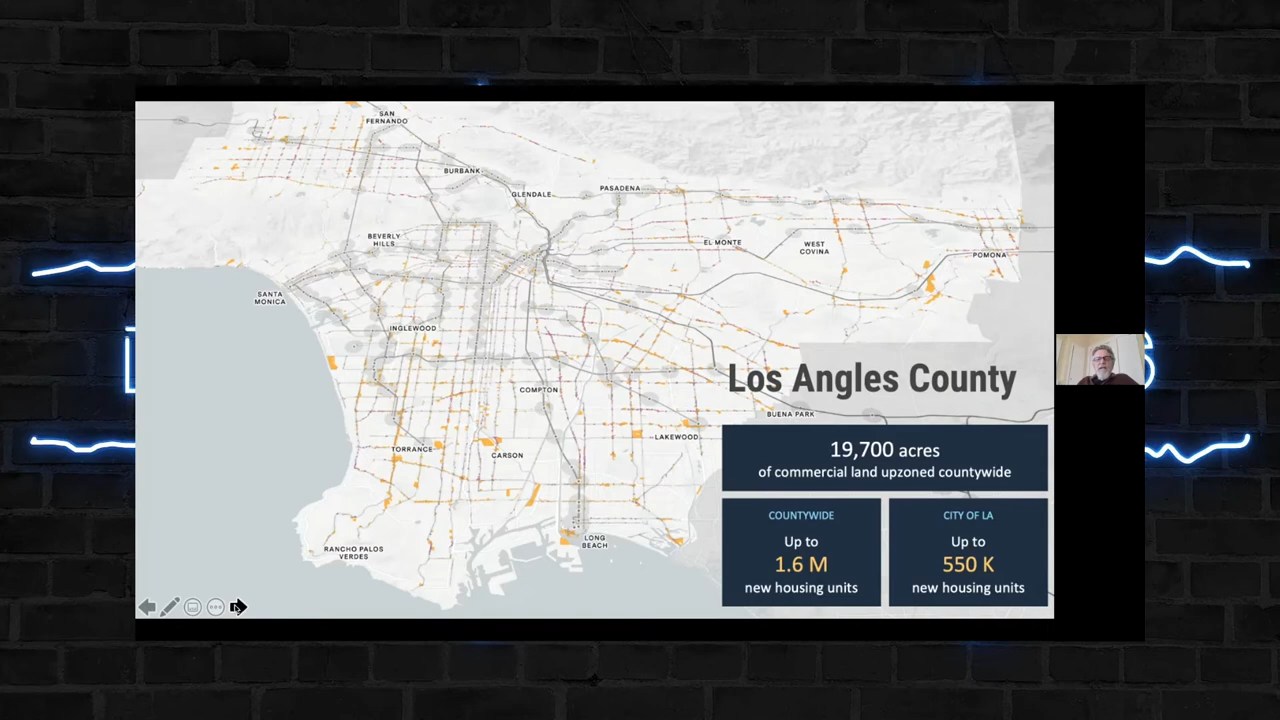 SAN
FERNANDO
BURBANK
GLENDALE
PASADENA
BEVERLY
HILLS
EL MONTE
WEST
COVINA
POMONA
SANTA
MONICA
INGLEWOOD
COMPTON
Los Angles County
BUENA PARK
TORRANCE
CARSON
LAKEWOOD
19,700 acres
of commercial land upzoned countywide
LONG
BEACH
RANCHO PALOS
VERDES
COUNTYWIDE
Up to
1.6 M
new housing units
CITY OF LA
Up to
550 K
new housing units